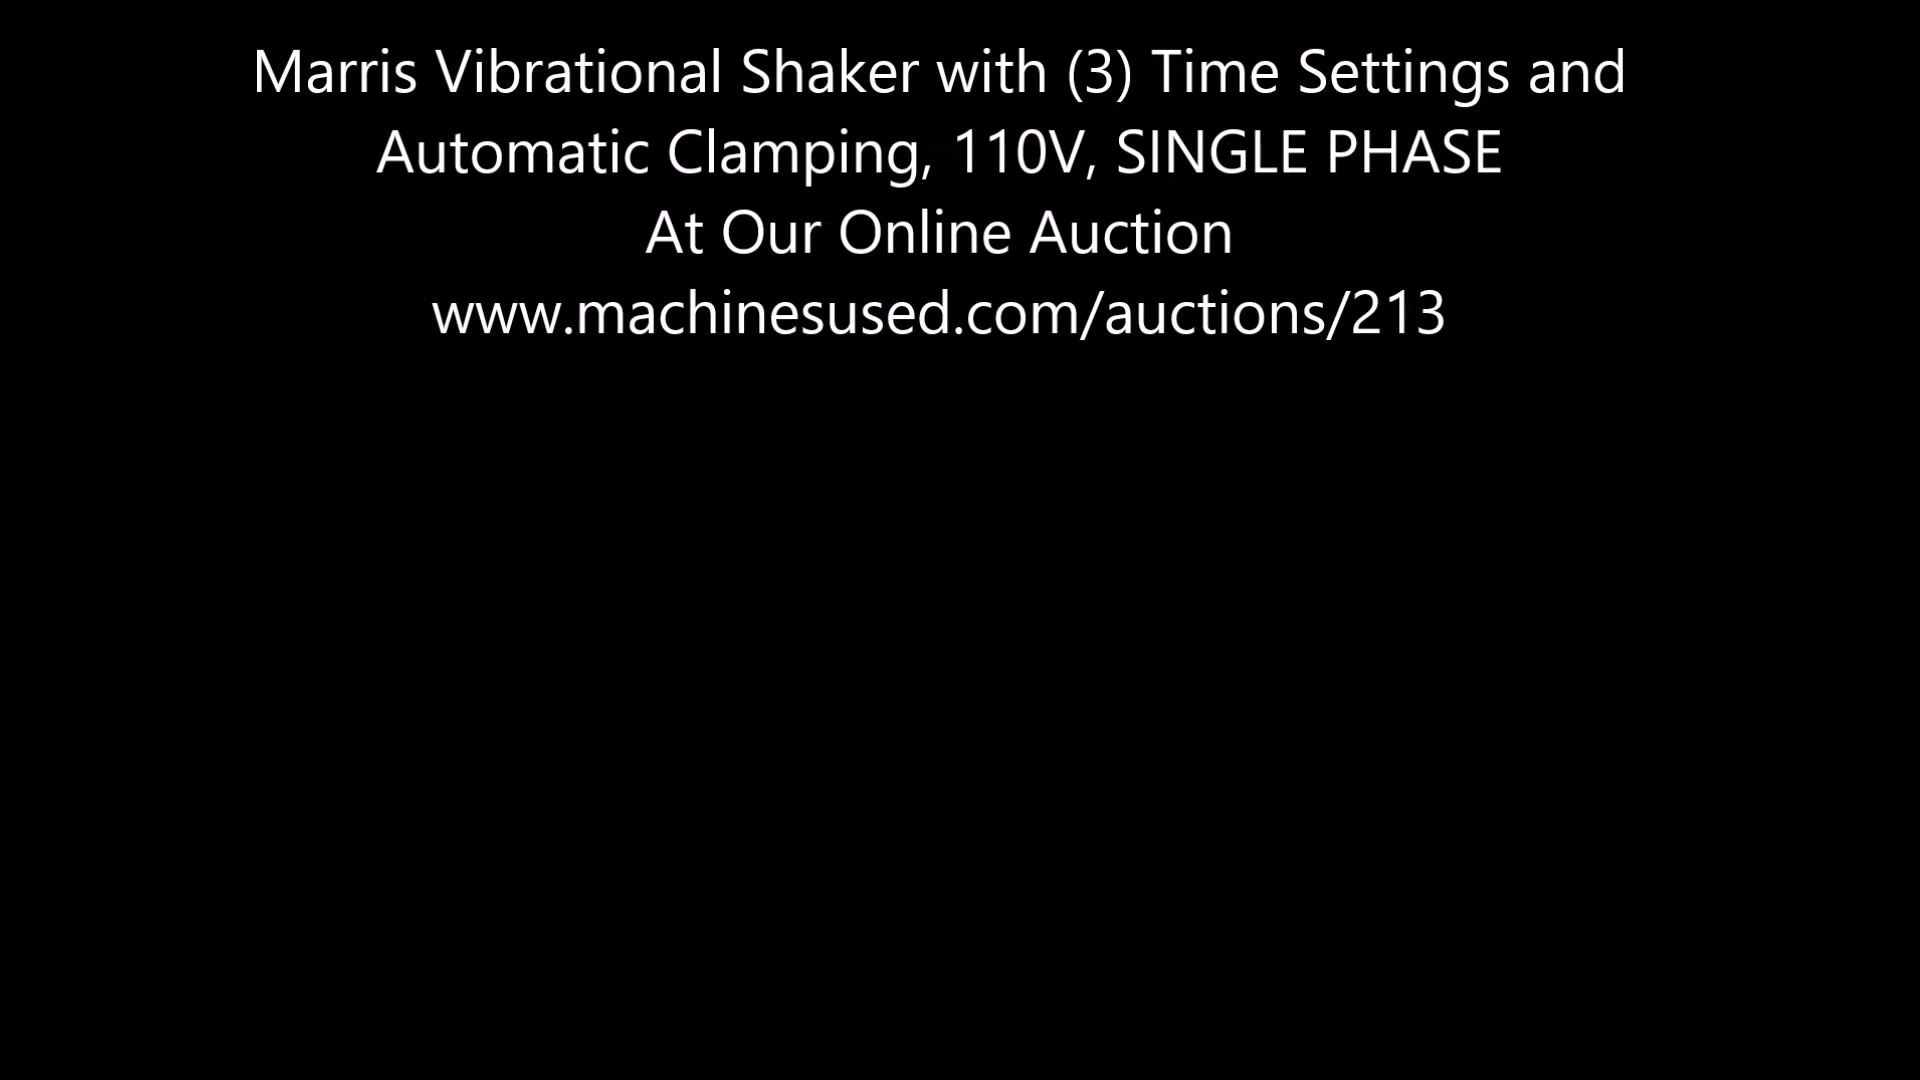 Marris Vibrational Shaker with (3) Time Settings and
Automatic Clamping, 110V, SINGLE PHASE
At Our Online Auction
www.machinesused.com/auctions/213